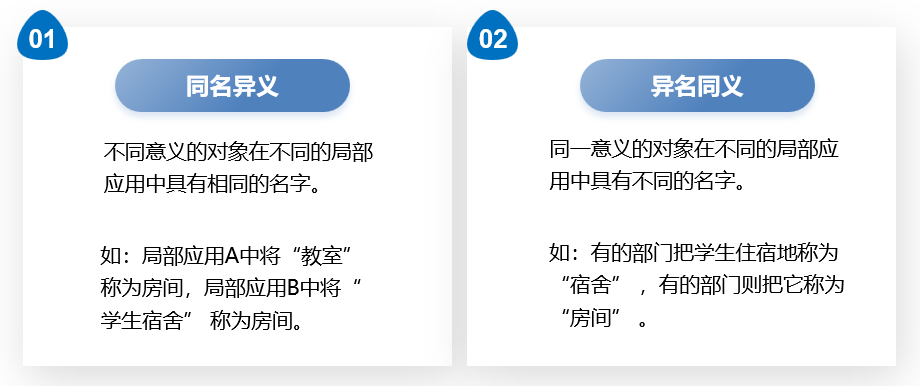 01
同名异义
不同意义的对象在不同的局部
应用中具有相同的名字。
如：局部应用A中将“教室”
称为房间，局部应用B中将“
学生宿舍” 称为房间。
02
异名同义
同一意义的对象在不同的局部应
用中具有不同的名字。
如：有的部门把学生住宿地称为
“宿舍” ，有的部门则把它称为
“房间” 。